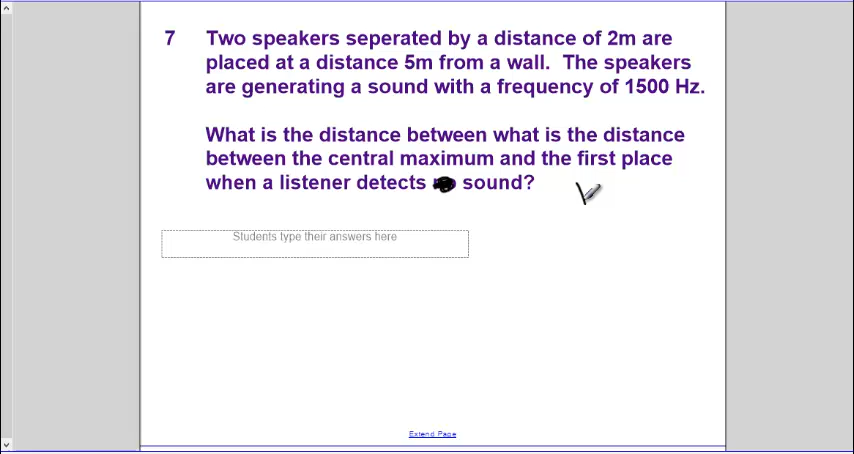 7 Two speakers seperated by a distance of 2m are
placed at a distance 5m from a wall. The speakers
are generating a sound with a frequency of 1500 Hz.
What is the distance between what is the distance
between the central maximum and the first place
when a listener detects sound?
Students type their answers here
Extend Page